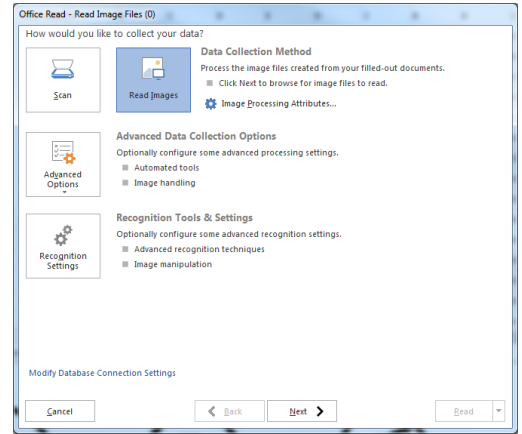 Office Read - Read Image Files (0)
How would you like to collect your data?
Scan
Read Images
Data Collection Method
Process the image files created from your filled-out documents.
Click Next to browse for image files to read.
Image Processing Attributes...
Advanced Options
Advanced Data Collection Options
Optionally configure some advanced processing settings.
Automated tools
Image handling
Recognition Settings
Recognition Tools & Settings
Optionally configure some advanced recognition settings.
Advanced recognition techniques
Image manipulation
Modify Database Connection Settings
Cancel
Back
Next
Read